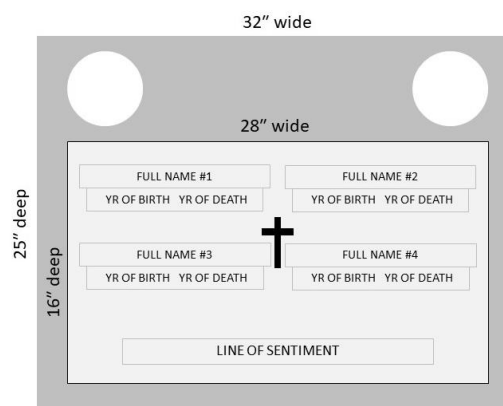 32” wide
28” wide
FULL NAME #1
FULL NAME #2
YR OF BIRTH YR OF DEATH
YR OF BIRTH YR OF DEATH
25” deep
16” deep
FULL NAME #3
FULL NAME #4
YR OF BIRTH YR OF DEATH
YR OF BIRTH YR OF DEATH
LINE OF SENTIMENT